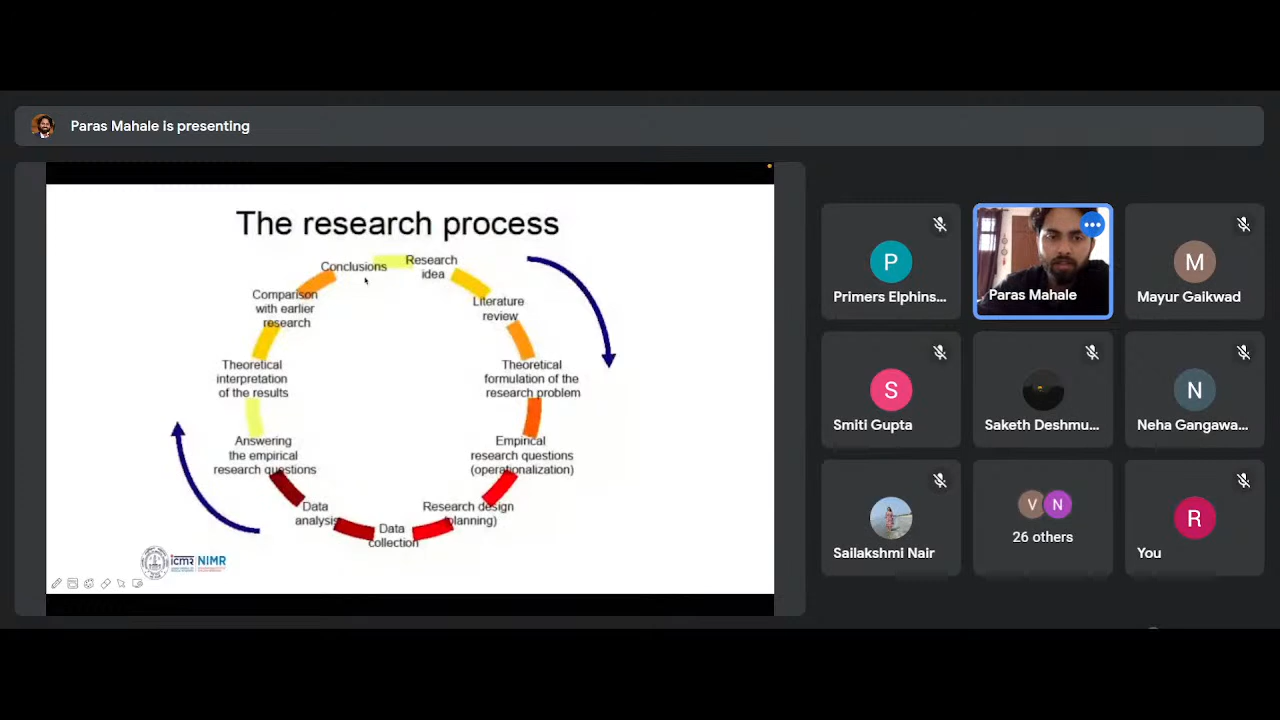 Paras Mahale is presenting
The research process
Conclusions
Research
idea
Comparison
with earlier
research
Literature
review
Theoretical
interpretation
of the results
Theoretical
formulation of the
research problem
Answering
the empirical
research questions
Empirical
research questions
(operationalization)
Data
analysis
Research design
(planning)
Data
collection
icmr NIMR
P
Primers Elphins...
Paras Mahale
M
Mayur Gaikwad
S
Smiti Gupta
Saketh Deshmu...
N
Neha Gangawa...
Sailakshmi Nair
V N
26 others
R
You